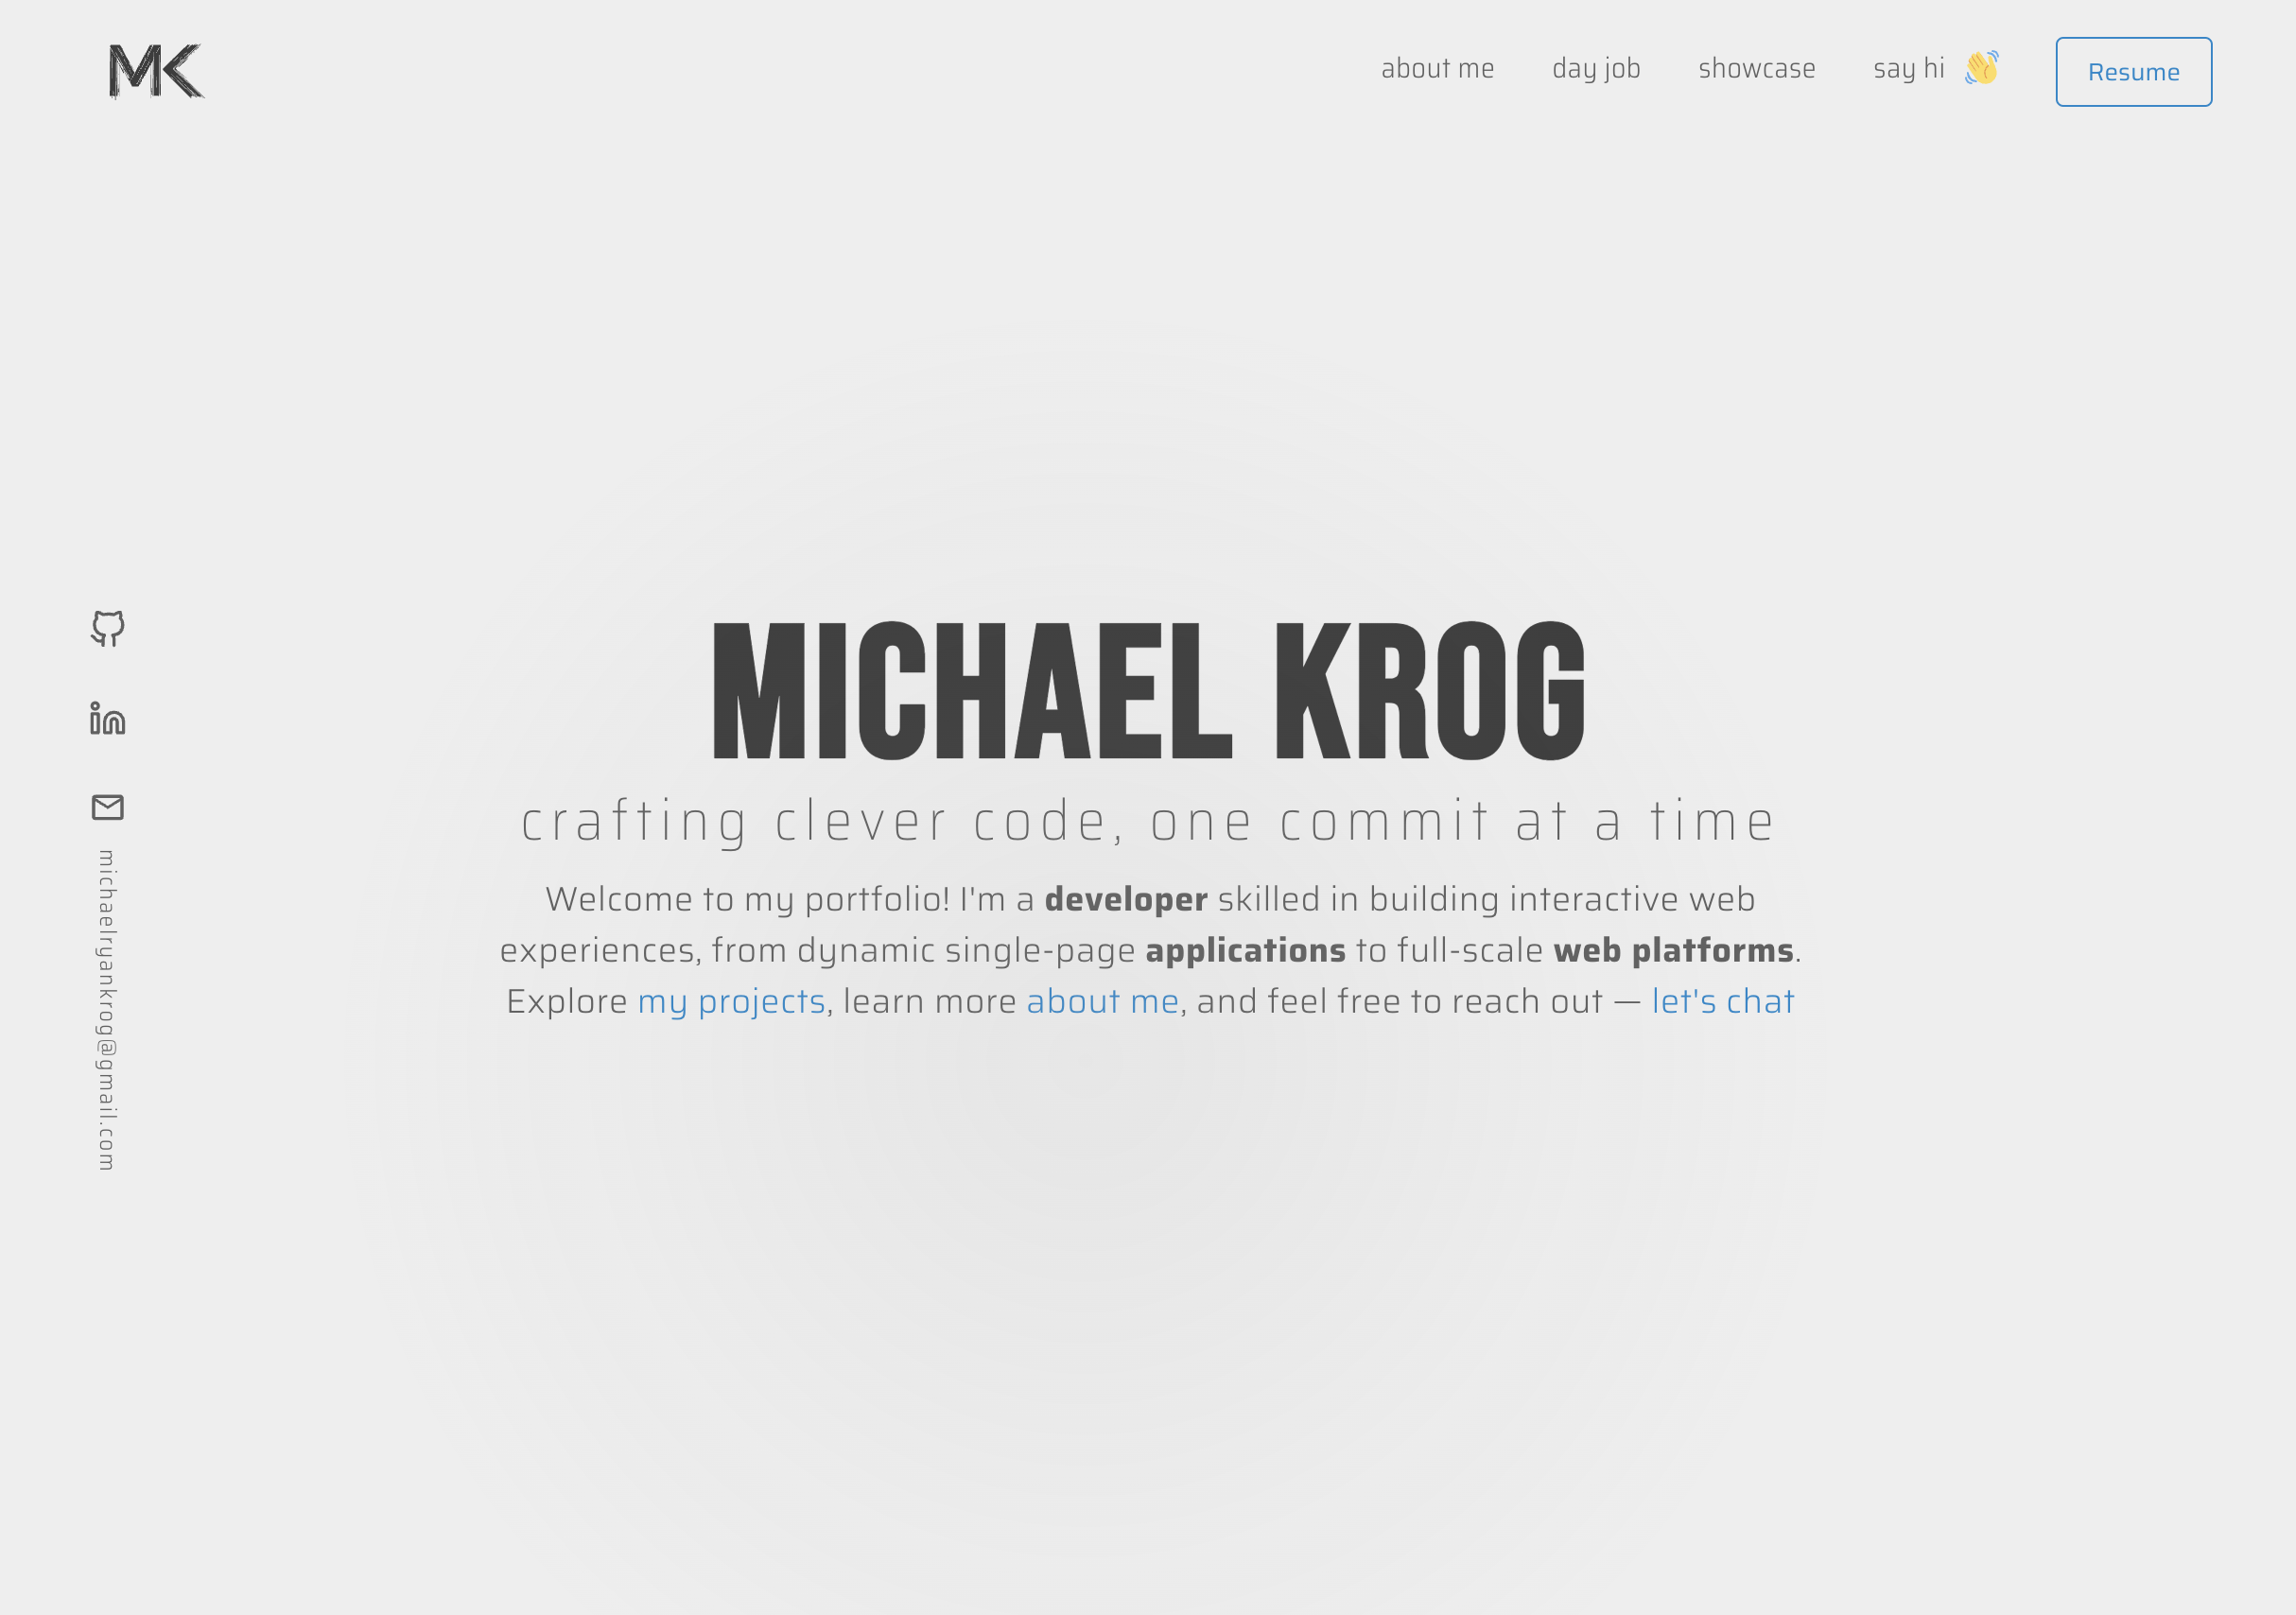 MK
about me
day job
showcase
say hi 👋
Resume
MICHAEL KROG
crafting clever code, one commit at a time
Welcome to my portfolio! I'm a developer skilled in building interactive web
experiences, from dynamic single-page applications to full-scale web platforms.
Explore my projects, learn more about me, and feel free to reach out — let's chat
in
michaelryankrog@gmail.com